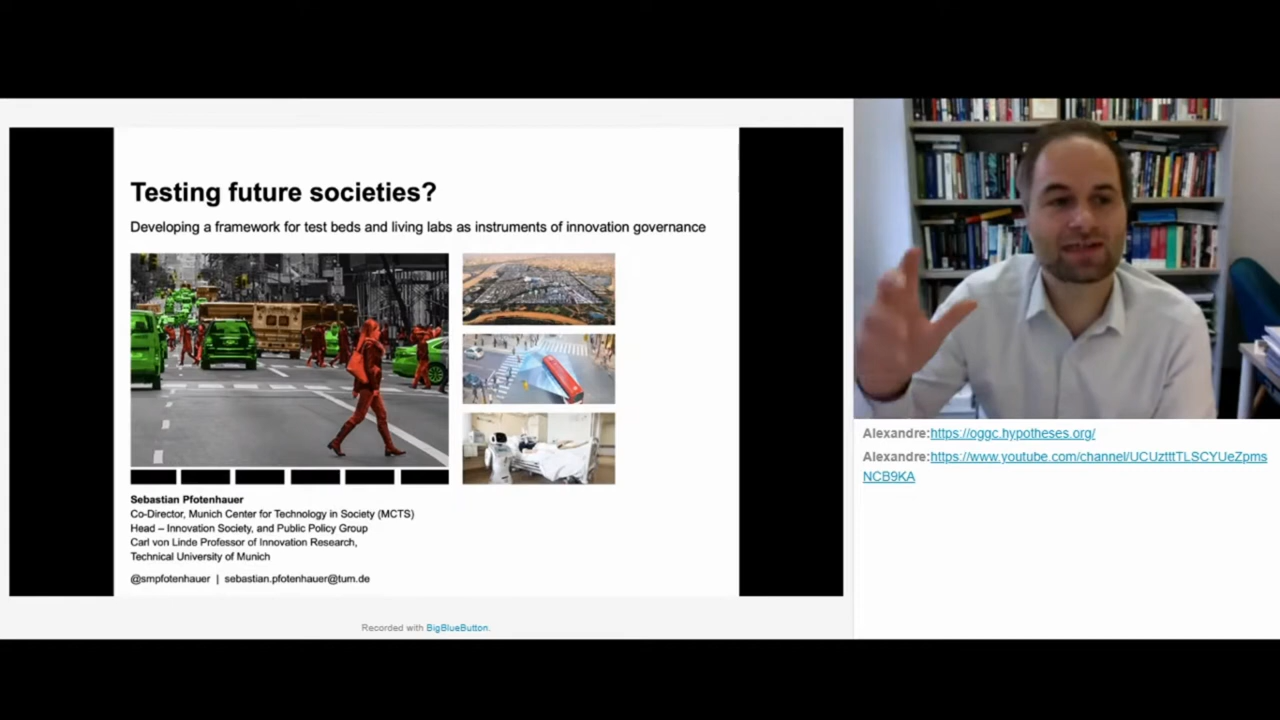 Testing future societies?
Developing a framework for test beds and living labs as instruments of innovation governance
Sebastian Pfotenhauer
Co-Director, Munich Center for Technology in Society (MCTS)
Head – Innovation Society, and Public Policy Group
Carl von Linde Professor of Innovation Research,
Technical University of Munich
@smpfotenhauer | sebastian.pfotenhauer@tum.de
Recorded with BigBlueButton.
Alexandre:https://oggc.hypotheses.org/
Alexandre:https://www.youtube.com/channel/UCUztttTLSCYUeZpms
NCB9KA